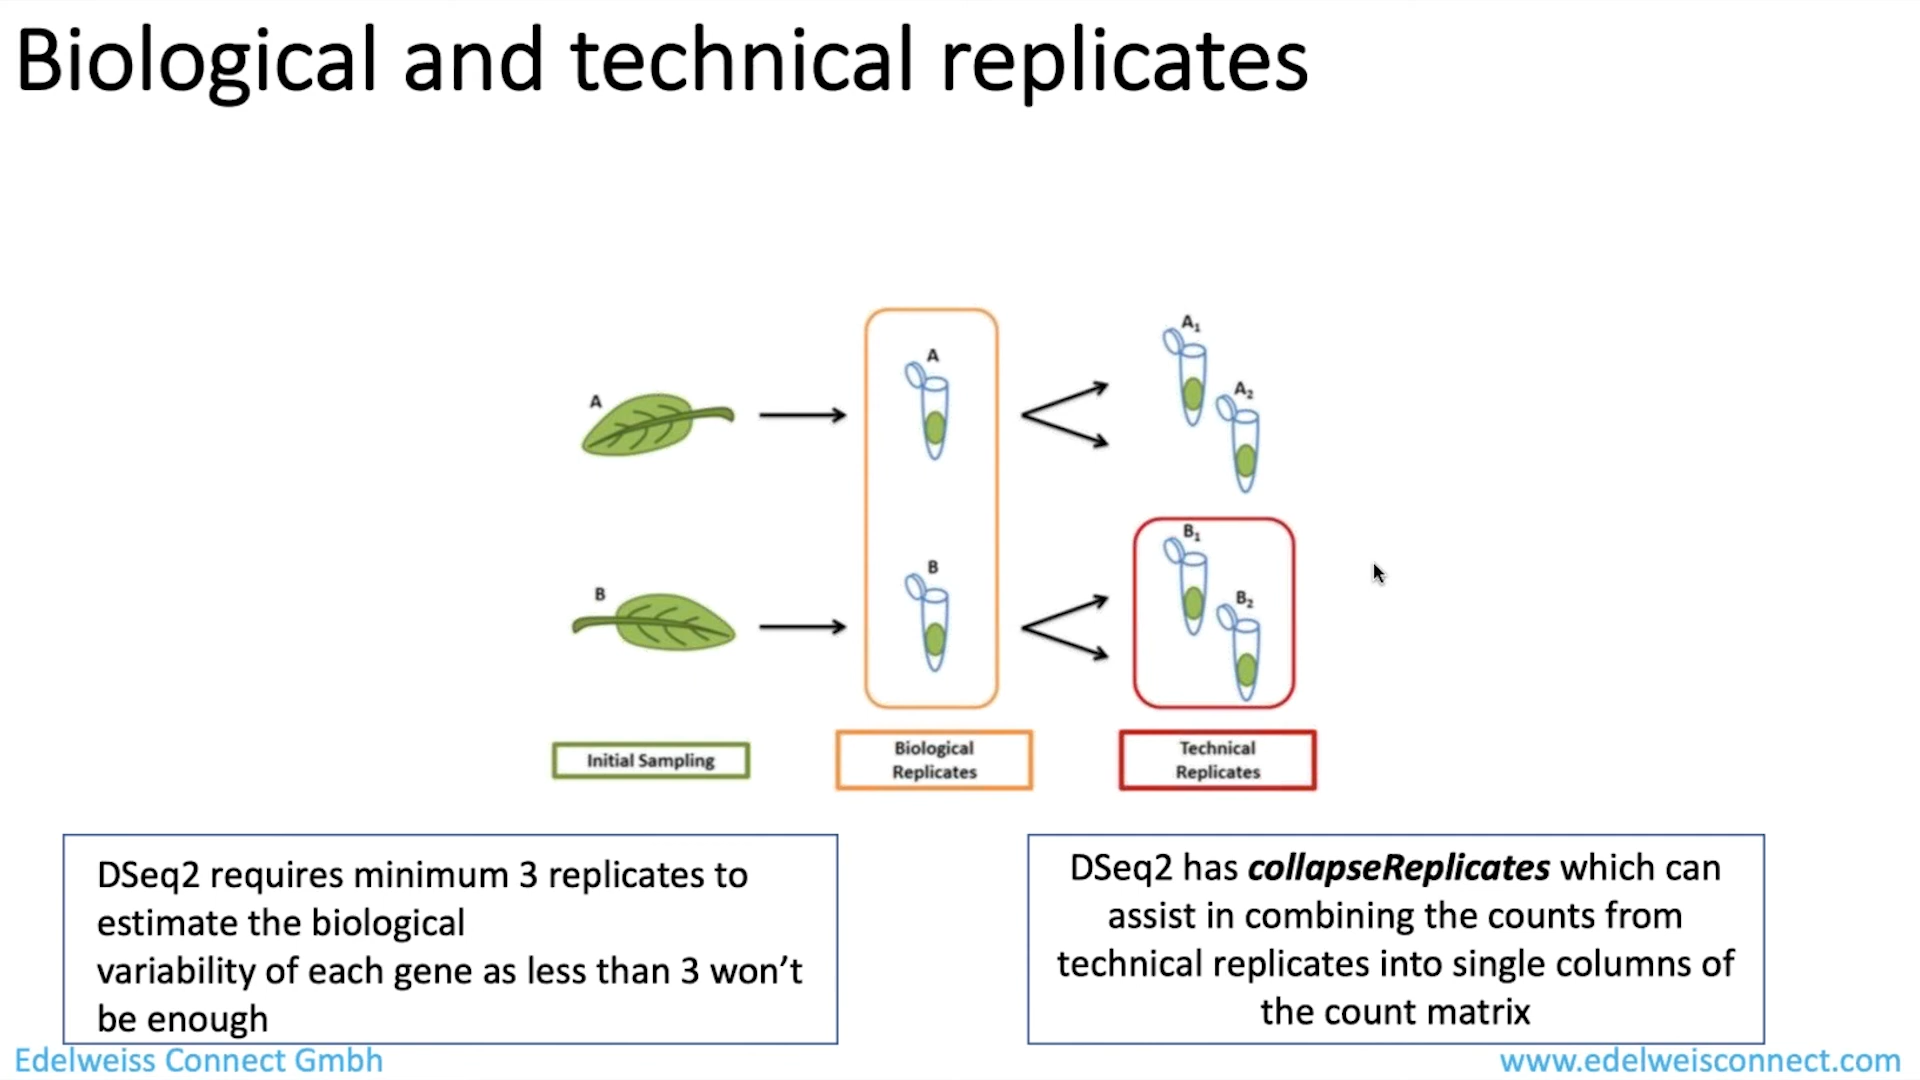 Biological and technical replicates
A
A
A₁
A₂
B
B
B₁
B₂
Initial Sampling
Biological
Replicates
Technical
Replicates
DSeq2 requires minimum 3 replicates to
estimate the biological
variability of each gene as less than 3 won’t
be enough
DSeq2 has collapseReplicates which can
assist in combining the counts from
technical replicates into single columns of
the count matrix
Edelweiss Connect Gmbh
www.edelweisconnect.com